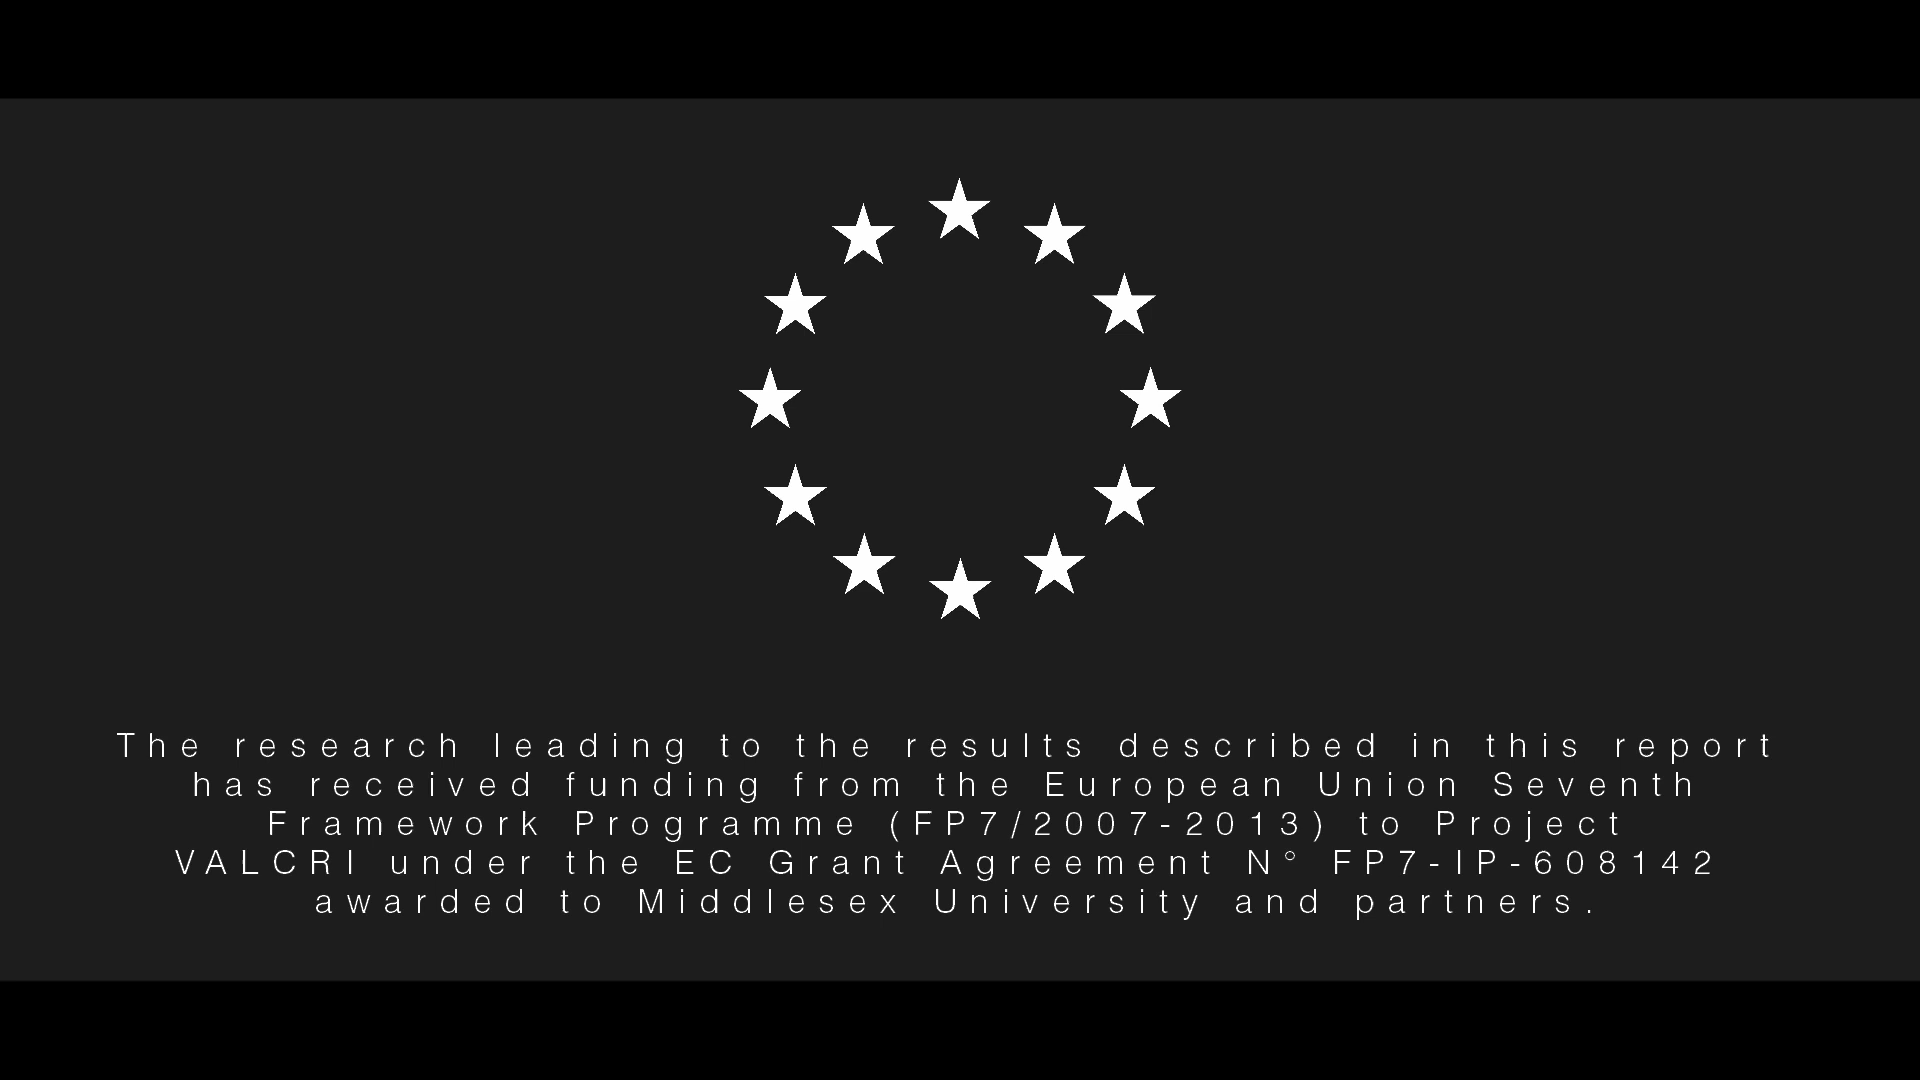 The research leading to the results described in this report
has received funding from the European Union Seventh
Framework Programme (FP7/2007-2013) to Project
VALCRI under the EC Grant Agreement N° FP7-IP-608142
awarded to Middlesex University and partners.